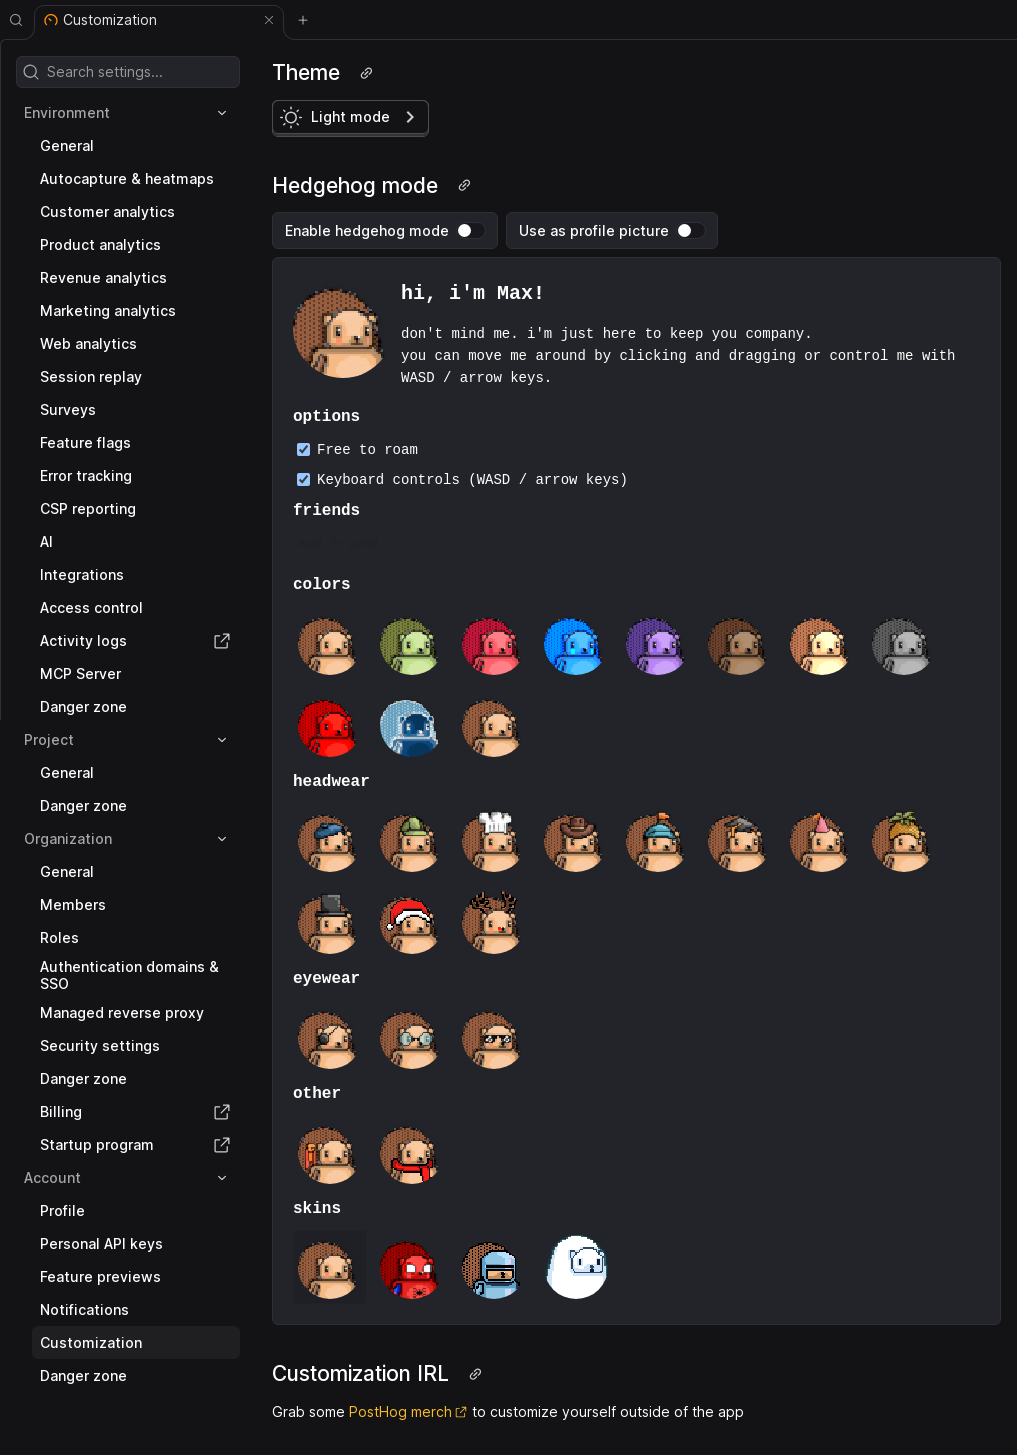 Customization
Search settings...
Environment
General
Autocapture & heatmaps
Customer analytics
Product analytics
Revenue analytics
Marketing analytics
Web analytics
Session replay
Surveys
Feature flags
Error tracking
CSP reporting
AI
Integrations
Access control
Activity logs
MCP Server
Danger zone
Project
General
Danger zone
Organization
General
Members
Roles
Authentication domains &
SSO
Managed reverse proxy
Security settings
Danger zone
Billing
Startup program
Account
Profile
Personal API keys
Feature previews
Notifications
Customization
Danger zone
Theme
Light mode
Hedgehog mode
Enable hedgehog mode
Use as profile picture
hi, i'm Max!
don't mind me. i'm just here to keep you company.
you can move me around by clicking and dragging or control me with
WASD / arrow keys.
options
Free to roam
Keyboard controls (WASD / arrow keys)
friends
colors
headwear
eyewear
other
skins
Customization IRL
Grab some PostHog merch to customize yourself outside of the app